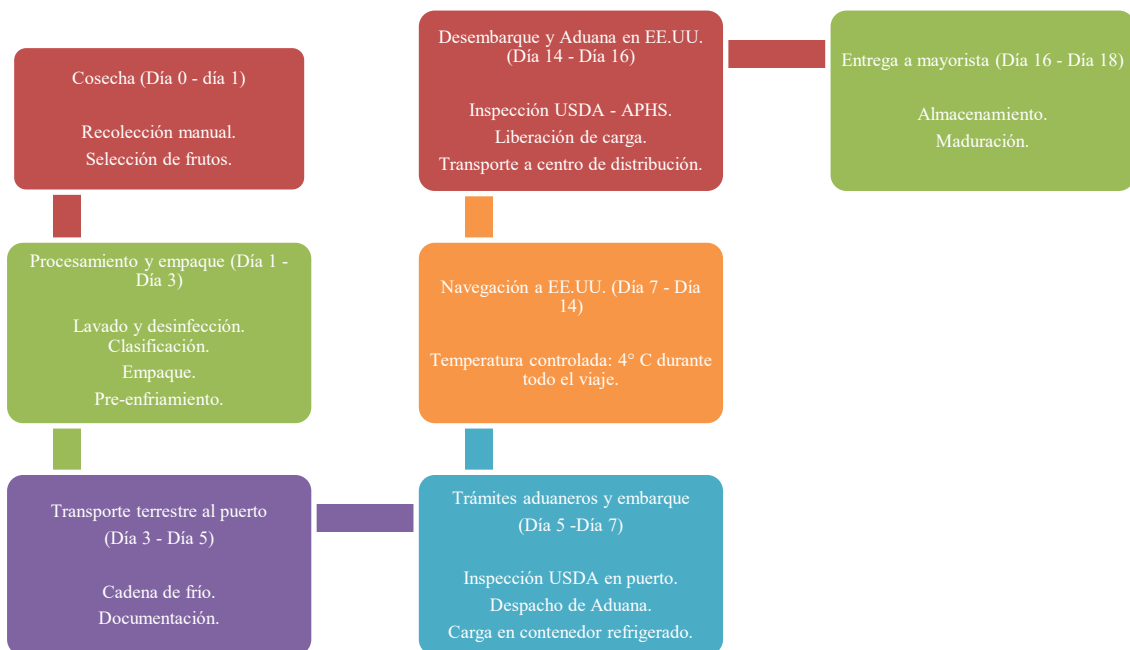 Cosecha (Día 0 - día 1)
Recolección manual.
Selección de frutos.
Procesamiento y empaque (Día 1 -
Día 3)
Lavado y desinfección.
Clasificación.
Empaque.
Pre-enfriamiento.
Transporte terrestre al puerto
(Día 3 - Día 5)
Cadena de frío.
Documentación.
Trámites aduaneros y embarque
(Día 5 -Día 7)
Inspección USDA en puerto.
Despacho de Aduana.
Carga en contenedor refrigerado.
Navegación a EE.UU. (Día 7 - Día
14)
Temperatura controlada: 4° C durante
todo el viaje.
Desembarque y Aduana en EE.UU.
(Día 14 - Día 16)
Inspección USDA - APHS.
Liberación de carga.
Transporte a centro de distribución.
Entrega a mayorista (Día 16 - Día 18)
Almacenamiento.
Maduración.